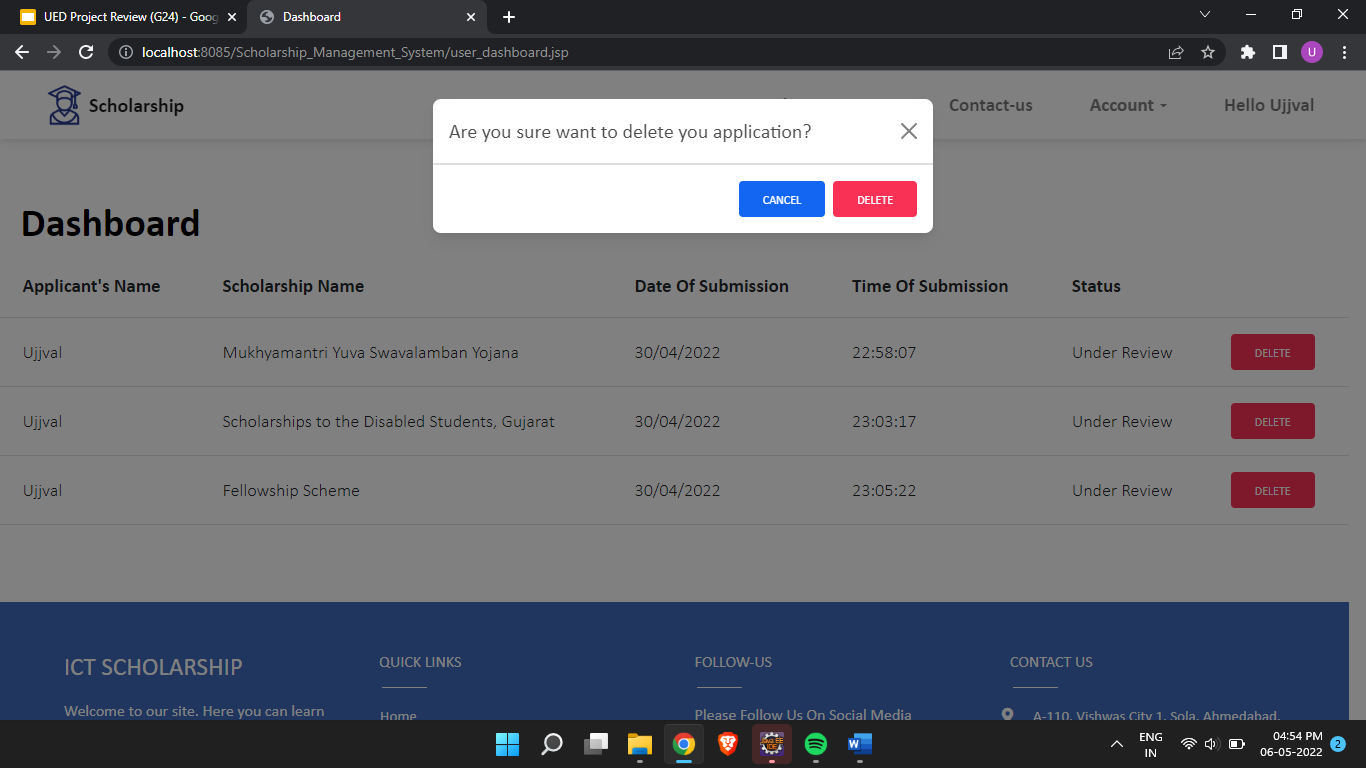 UED Project Review (G24) - Goog
Dashboard
localhost:8085/Scholarship_Management_System/user_dashboard.jsp
U
Scholarship
Contact-us
Account
Hello Ujjval
Are you sure want to delete you application?
CANCEL
DELETE
Dashboard
Applicant's Name Scholarship Name Date Of Submission Time Of Submission Status
Ujjval Mukhyamantri Yuva Swavalamban Yojana 30/04/2022 22:58:07 Under Review DELETE
Ujjval Scholarships to the Disabled Students, Gujarat 30/04/2022 23:03:17 Under Review DELETE
Ujjval Fellowship Scheme 30/04/2022 23:05:22 Under Review DELETE
ICT SCHOLARSHIP
Welcome to our site. Here you can learn
QUICK LINKS
Home
FOLLOW-US
Please Follow Us On Social Media
CONTACT US
A-110, Vishwas City 1, Sola, Ahmedabad,
ENG
IN
04:54 PM
06-05-2022
2